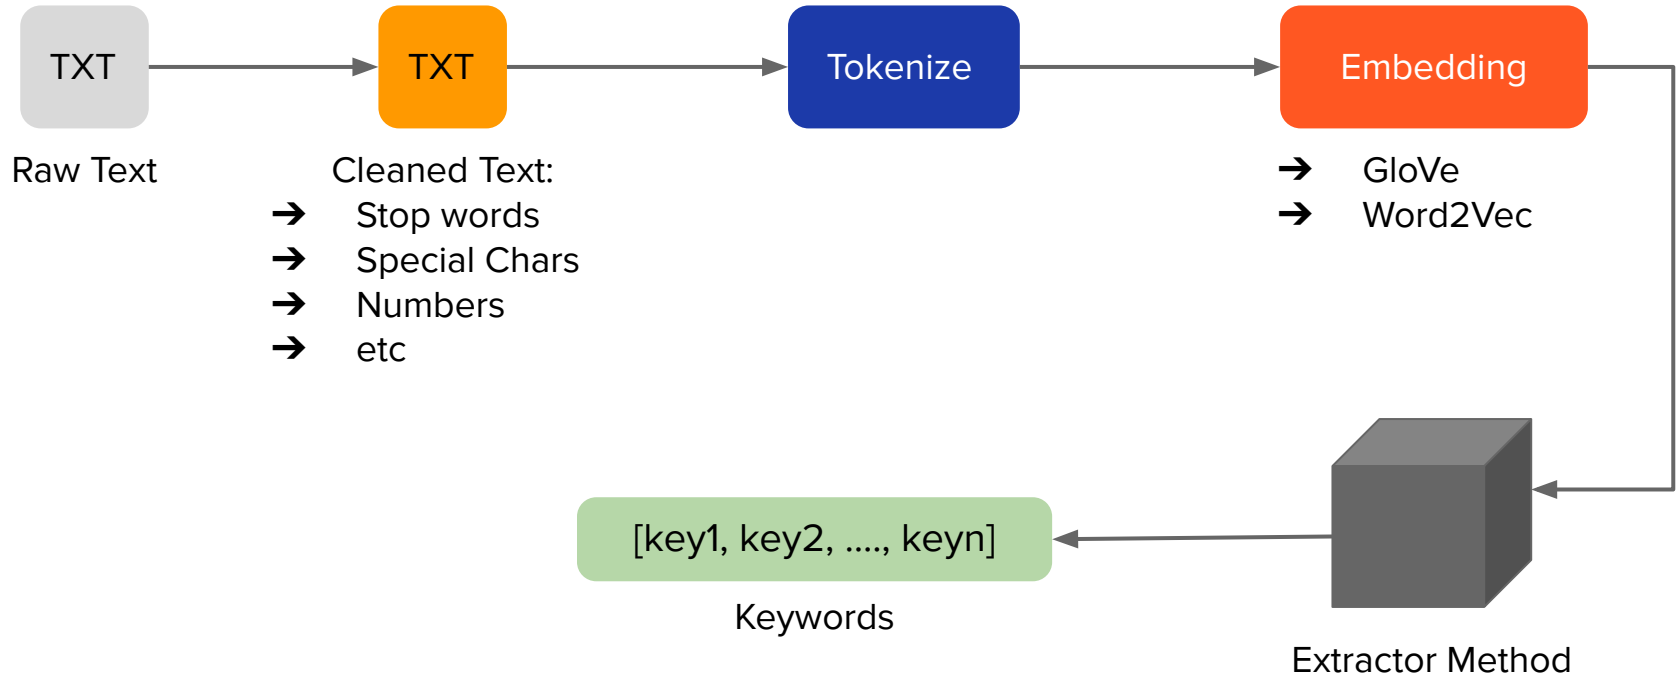 TXT
TXT
Tokenize
Embedding
Raw Text
Cleaned Text:
➔ Stop words
➔ Special Chars
➔ Numbers
➔ etc
➔ GloVe
➔ Word2Vec
[key1, key2, ...., keyn]
Keywords
Extractor Method